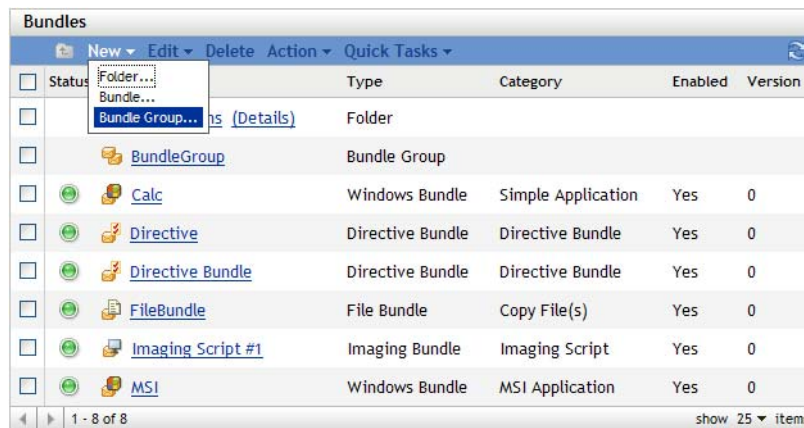 Bundles
New Edit Delete Action Quick Tasks
Status Type Category Enabled Version
Folder...
Bundle...
Bundle Group...
(Details) Folder
BundleGroup Bundle Group
Calc Windows Bundle Simple Application Yes 0
Directive Directive Bundle Directive Bundle Yes 0
Directive Bundle Directive Bundle Directive Bundle Yes 0
FileBundle File Bundle Copy File(s) Yes 0
Imaging Script #1 Imaging Bundle Imaging Script Yes 0
MSI Windows Bundle MSI Application Yes 0
1 - 8 of 8 show 25 item